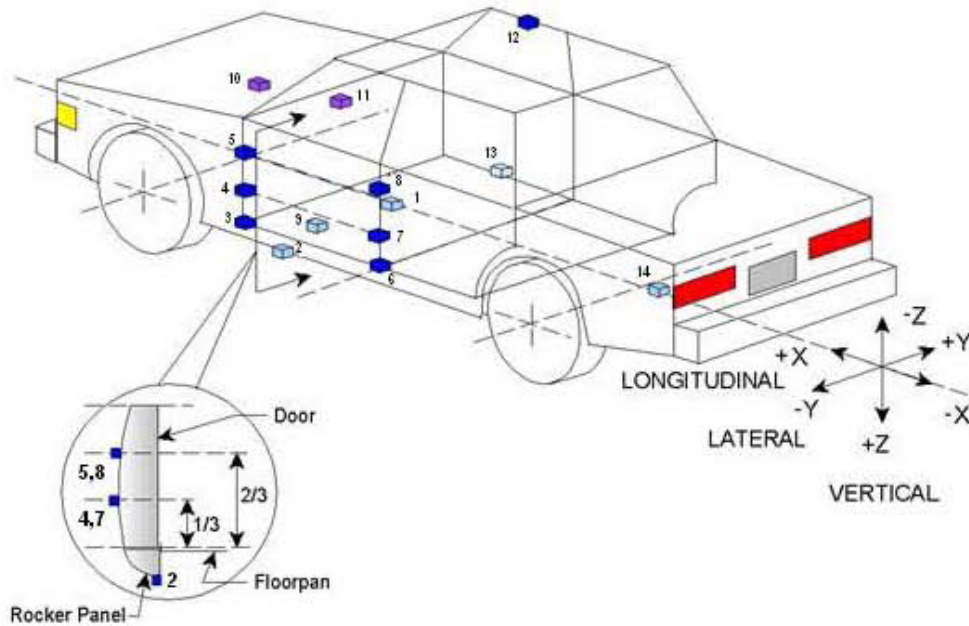 12
10
11
5
13
8
4
1
3
9
7
2
6
14
-Z
+Y
+X
LONGITUDINAL
-Y
-X
LATERAL
+Z
VERTICAL
Door
5,8
2/3
4,7
1/3
2
Floorpan
Rocker Panel